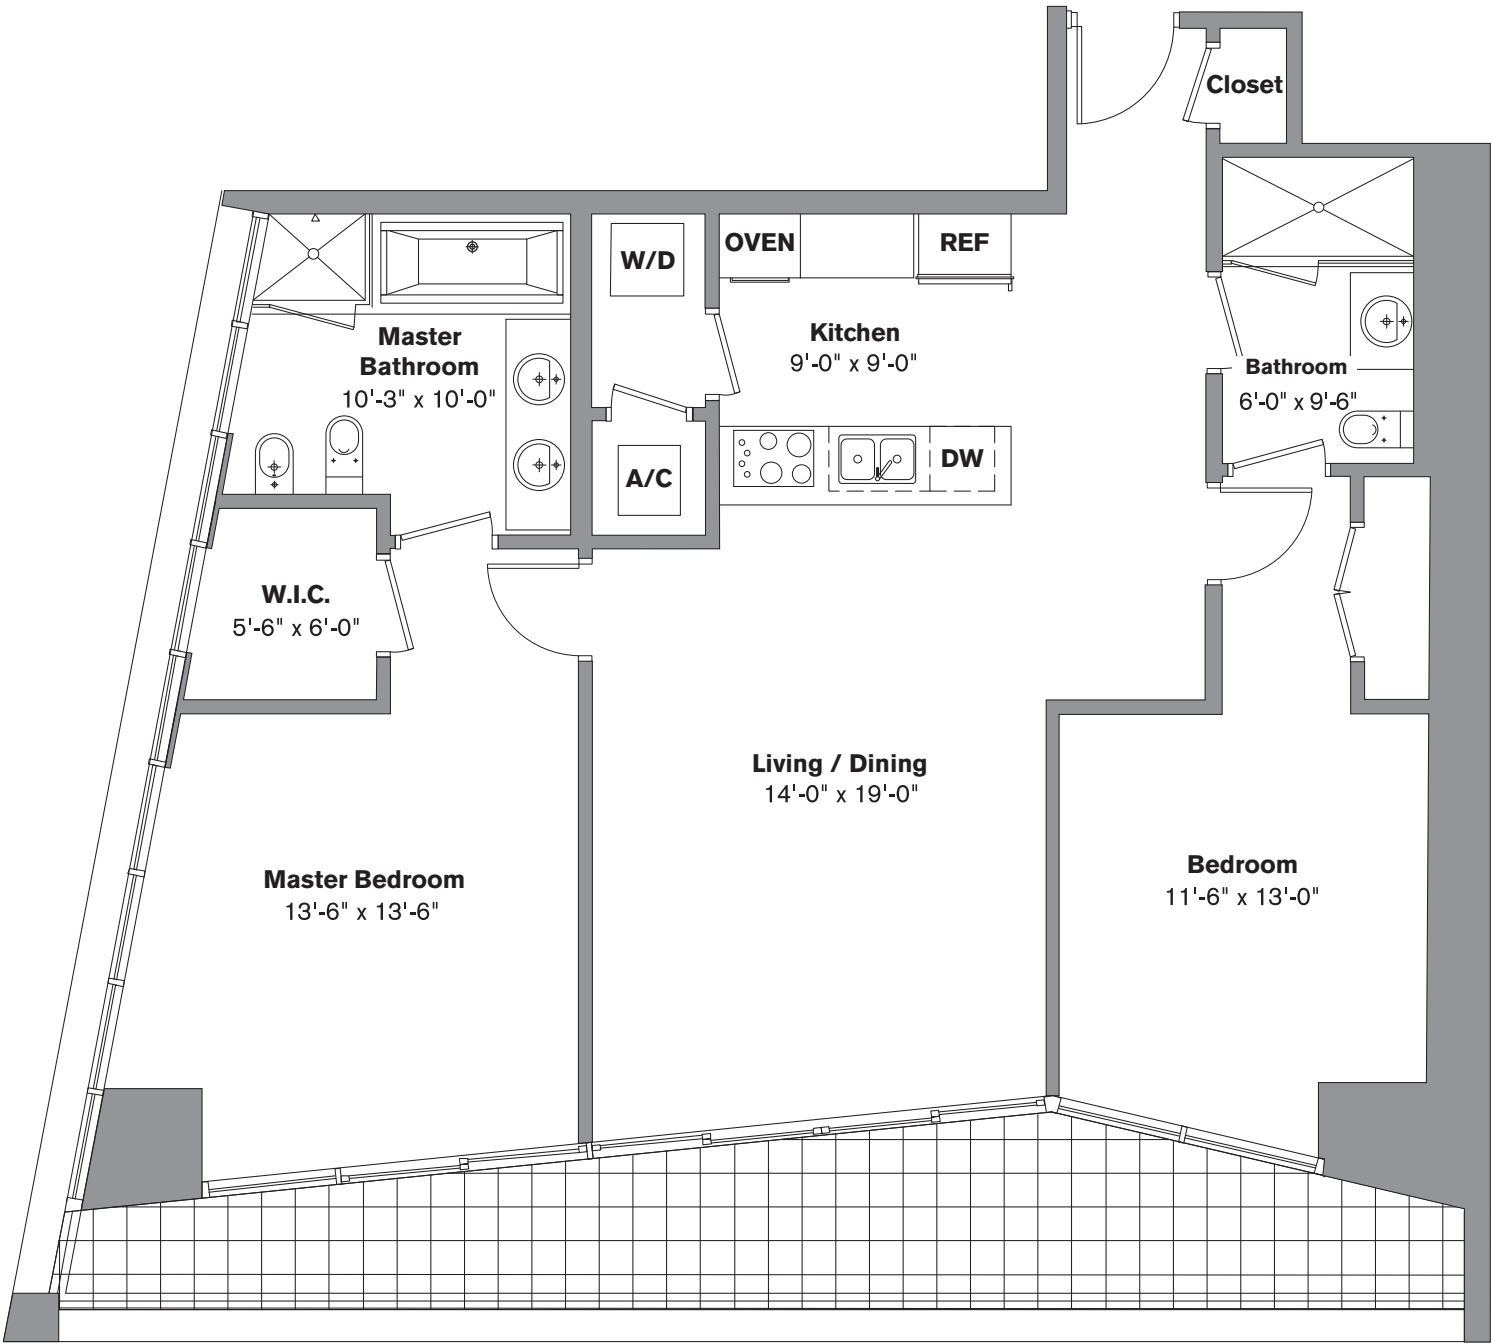 Closet
OVEN
REF
W/D
Kitchen
9'-0" x 9'-0"
Master
Bathroom
10'-3" x 10'-0"
Bathroom
6'-0" x 9'-6"
DW
A/C
W.I.C.
5'-6" x 6'-0"
Living / Dining
14'-0" x 19'-0"
Master Bedroom
13'-6" x 13'-6"
Bedroom
11'-6" x 13'-0"